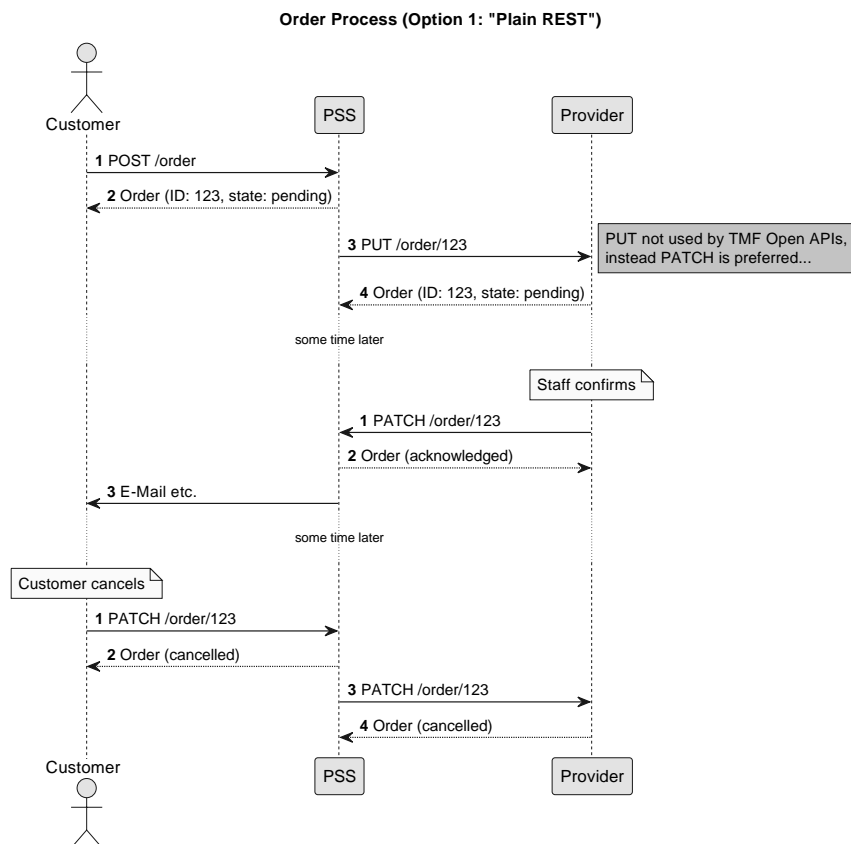 Order Process (Option 1: "Plain REST")
Customer
PSS
Provider
1 POST /order
2 Order (ID: 123, state: pending)
3 PUT /order/123
PUT not used by TMF Open APIs,
instead PATCH is preferred...
4 Order (ID: 123, state: pending)
some time later
Staff confirms
1 PATCH /order/123
2 Order (acknowledged)
3 E-Mail etc.
some time later
Customer cancels
1 PATCH /order/123
2 Order (cancelled)
3 PATCH /order/123
4 Order (cancelled)
Customer
PSS
Provider